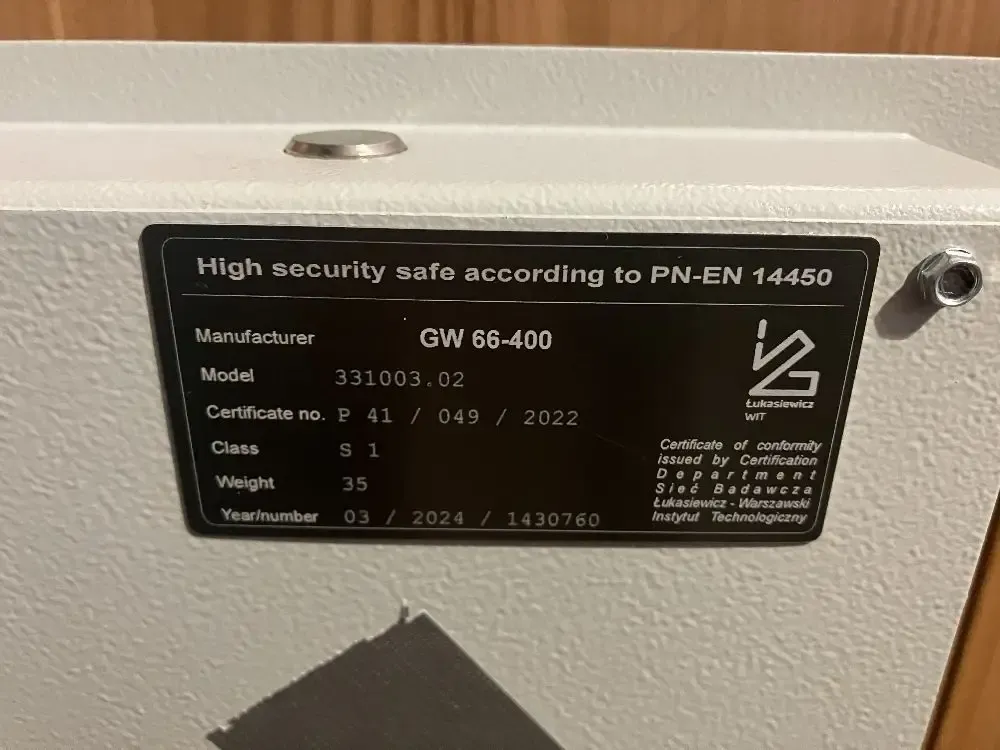 High security safe according to PN-EN 14450
Manufacturer GW 66-400
Model 331003.02
Certificate no. P 41 / 049 / 2022
Class S 1
Weight 35
Year/number 03 / 2024 / 1430760
Łukasiewicz
WIT
Certificate of conformity
issued by Certification
Department
Sieć Badawcza
Łukasiewicz - Warszawski
Instytut Technologiczny